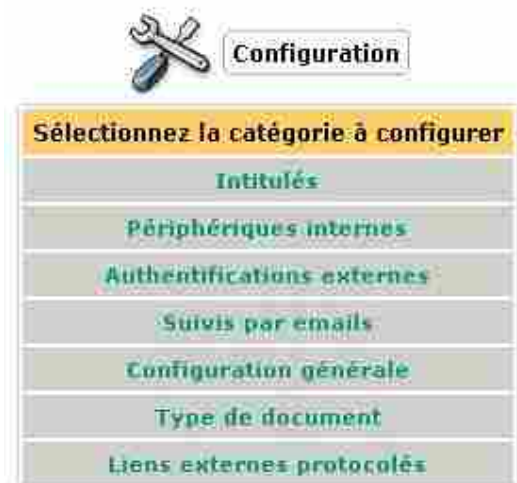 Configuration
Sélectionnez la catégorie à configurer
Intitulés
Périphériques internes
Authentifications externes
Suivis par emails
Configuration générale
Type de document
Liens externes protocolés